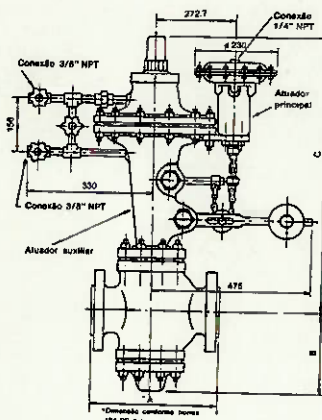 272.7
Conexão
1/4" NPT
ø 230
Conexão 3/8" NPT
Atuador
principal
156
C
330
Conexão 3/8" NPT
Atuador auxiliar
475
B
A
*Dimensão conforme